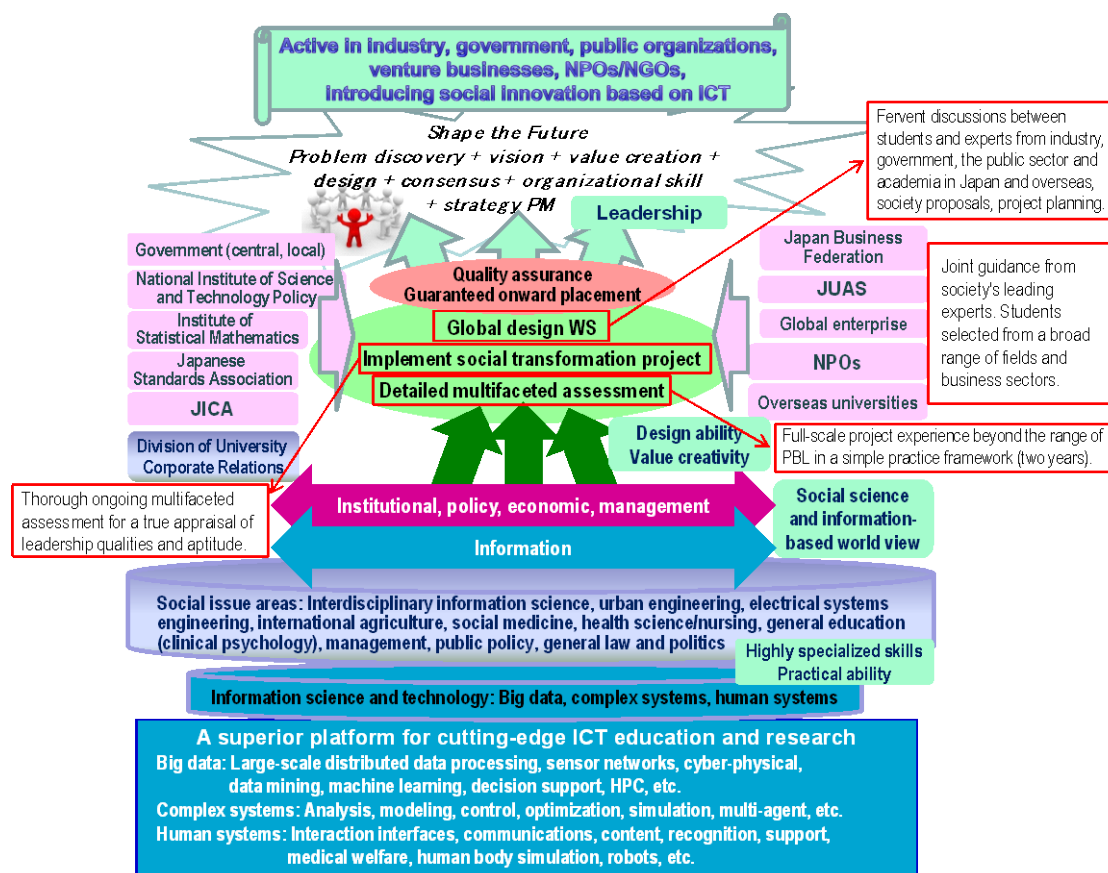 Active in industry, government, public organizations,
venture businesses, NPOs/NGOs,
introducing social innovation based on ICT
Shape the Future
Problem discovery + vision + value creation +
design + consensus + organizational skill
+ strategy PM
Leadership
Fervent discussions between
students and experts from industry,
government, the public sector and
academia in Japan and overseas,
society proposals, project planning.
Government (central, local)
National Institute of Science
and Technology Policy
Institute of
Statistical Mathematics
Japanese
Standards Association
JICA
Division of University
Corporate Relations
Quality assurance
Guaranteed onward placement
Global design WS
Implement social transformation project
Detailed multifaceted assessment
Japan Business
Federation
JUAS
Global enterprise
NPOs
Overseas universities
Joint guidance from
society's leading
experts. Students
selected from a broad
range of fields and
business sectors.
Design ability
Value creativity
Full-scale project experience beyond the range of
PBL in a simple practice framework (two years).
Thorough ongoing multifaceted
assessment for a true appraisal of
leadership qualities and aptitude.
Institutional, policy, economic, management
Information
Social science
and information-
based world view
Social issue areas: Interdisciplinary information science, urban engineering, electrical systems
engineering, international agriculture, social medicine, health science/nursing, general education
(clinical psychology), management, public policy, general law and politics
Highly specialized skills
Practical ability
Information science and technology: Big data, complex systems, human systems
A superior platform for cutting-edge ICT education and research
Big data: Large-scale distributed data processing, sensor networks, cyber-physical,
data mining, machine learning, decision support, HPC, etc.
Complex systems: Analysis, modeling, control, optimization, simulation, multi-agent, etc.
Human systems: Interaction interfaces, communications, content, recognition, support,
medical welfare, human body simulation, robots, etc.